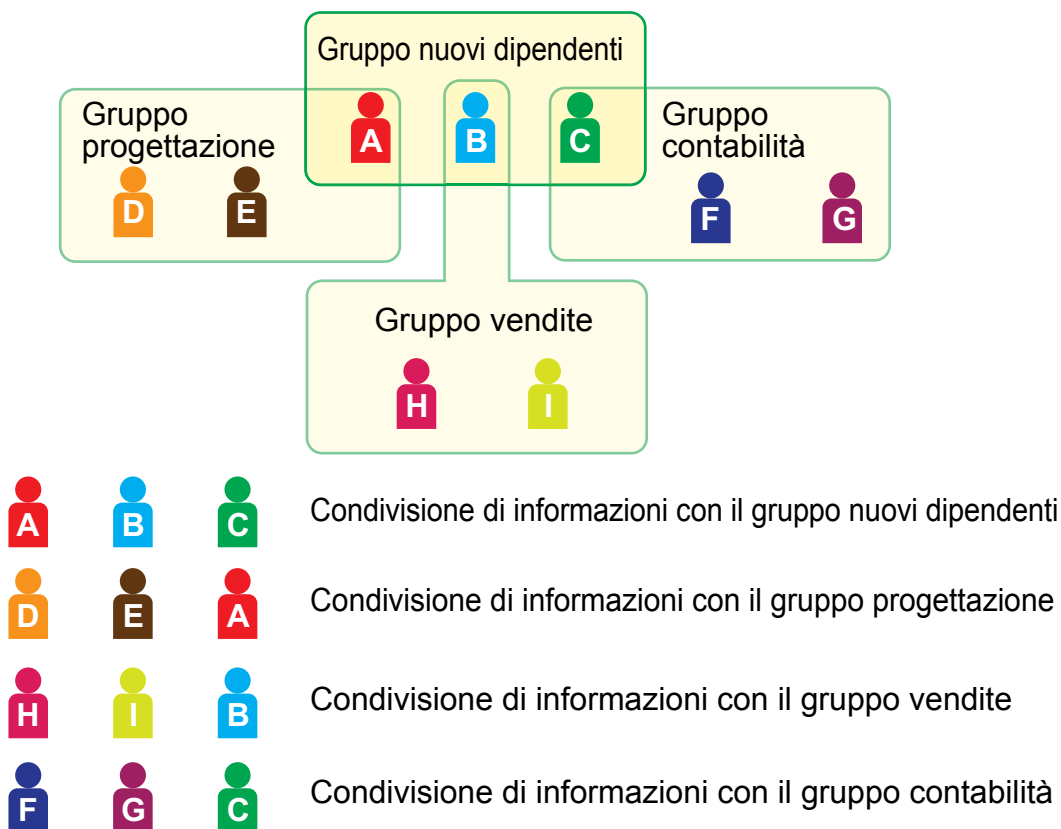 Gruppo nuovi dipendenti
Gruppo
progettazione
A
B
C
Gruppo
contabilità
D
E
F
G
Gruppo vendite
H
I
A B C Condivisione di informazioni con il gruppo nuovi dipendenti
D E A Condivisione di informazioni con il gruppo progettazione
H I B Condivisione di informazioni con il gruppo vendite
F G C Condivisione di informazioni con il gruppo contabilità